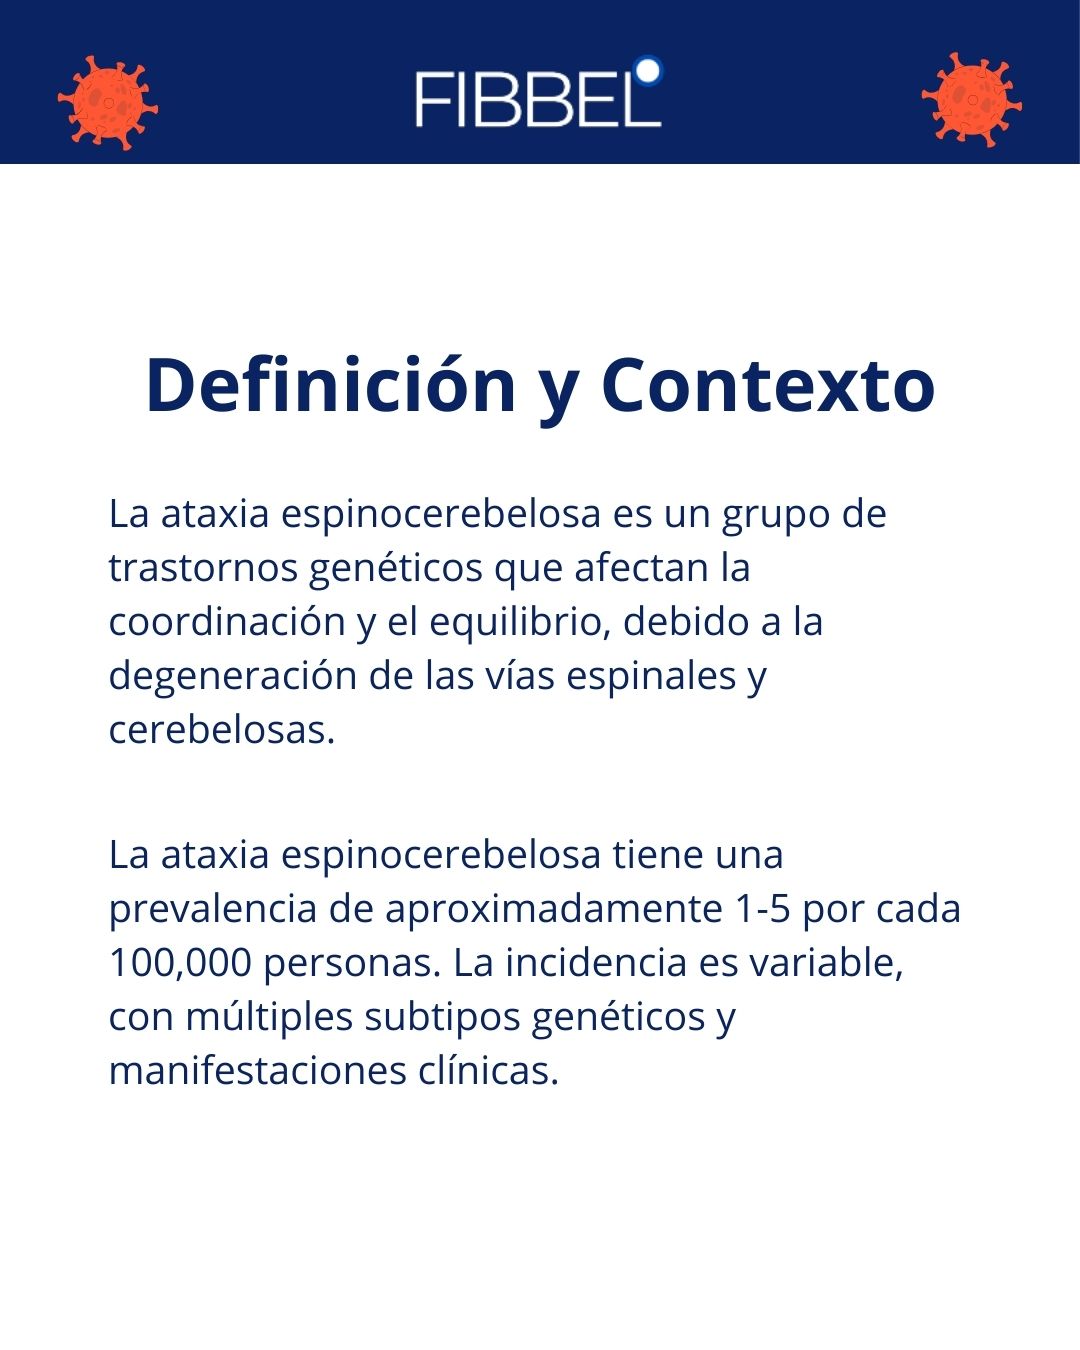 FIBBEL
Definición y Contexto
La ataxia espinocerebelosa es un grupo de
trastornos genéticos que afectan la
coordinación y el equilibrio, debido a la
degeneración de las vías espinales y
cerebelosas.
La ataxia espinocerebelosa tiene una
prevalencia de aproximadamente 1-5 por cada
100,000 personas. La incidencia es variable,
con múltiples subtipos genéticos y
manifestaciones clínicas.